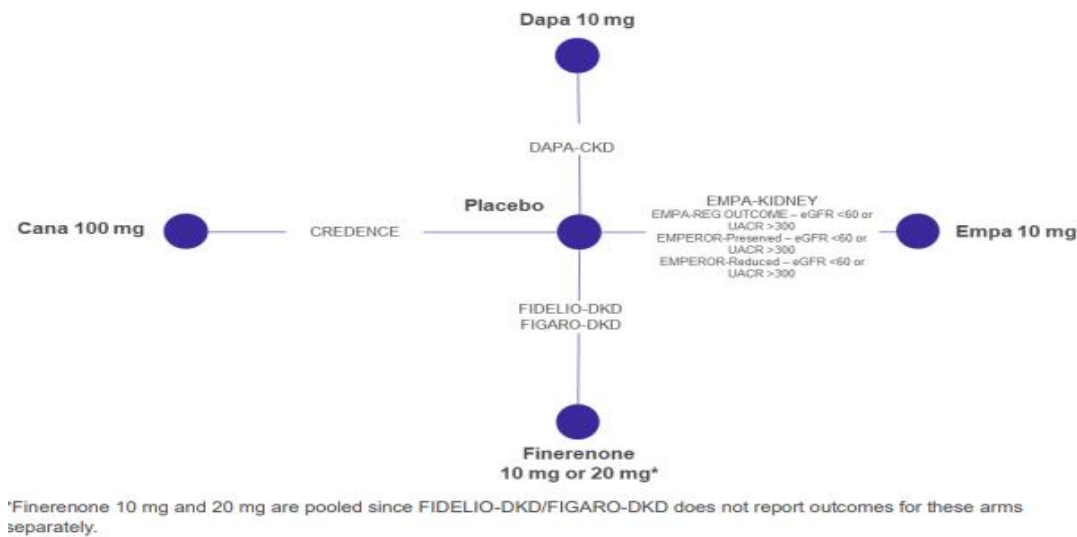 Dapa 10 mg
DAPA-CKD
Placebo
Cana 100 mg
CREDENCE
EMPA-KIDNEY
EMPA-REG OUTCOME – eGFR <60 or
UACR >300
EMPEROR-Preserved – eGFR <60 or
UACR >300
EMPEROR-Reduced – eGFR <60 or
UACR >300
Empa 10 mg
FIDELIO-DKD
FIGARO-DKD
Finerenone
10 mg or 20 mg*
*Finerenone 10 mg and 20 mg are pooled since FIDELIO-DKD/FIGARO-DKD does not report outcomes for these arms
separately.